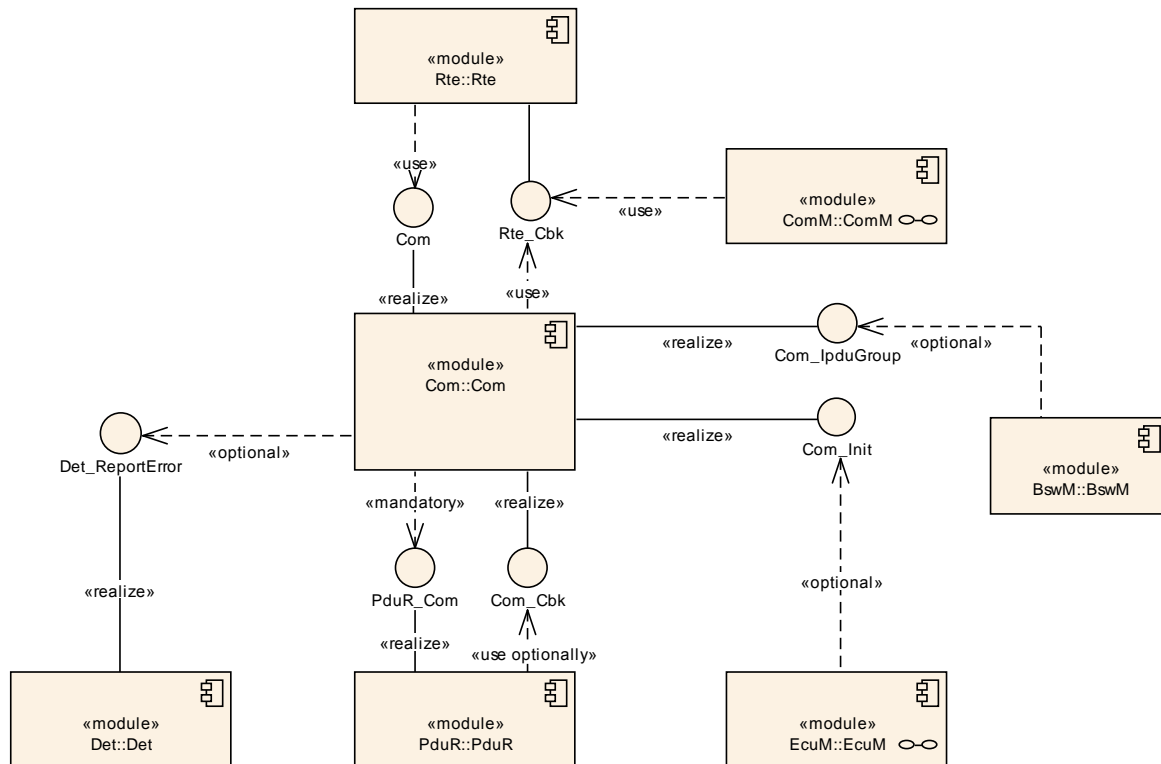 «module»
Rte::Rte
«use»
Com
Rte_Cbk
«use»
«module»
ComM::ComM
«realize»
«use»
«module»
Com::Com
«realize»
Com_IpduGroup
«optional»
Det_ReportError
«optional»
«realize»
Com_Init
«module»
BswM::BswM
«mandatory»
«realize»
«realize»
PduR_Com
Com_Cbk
«optional»
«realize»
«use optionally»
«module»
Det::Det
«module»
PduR::PduR
«module»
EcuM::EcuM